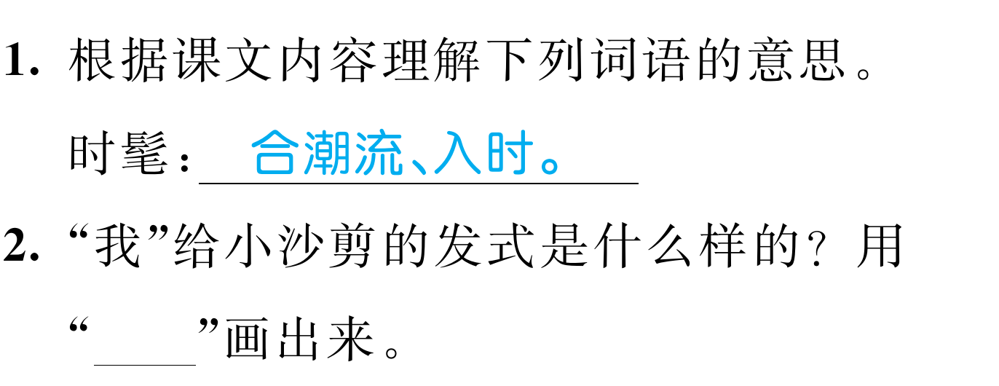 1. 根据课文内容理解下列词语的意思。
时髦：合潮流、入时。
2. “我”给小沙剪的发式是什么样的？用
“____”画出来。